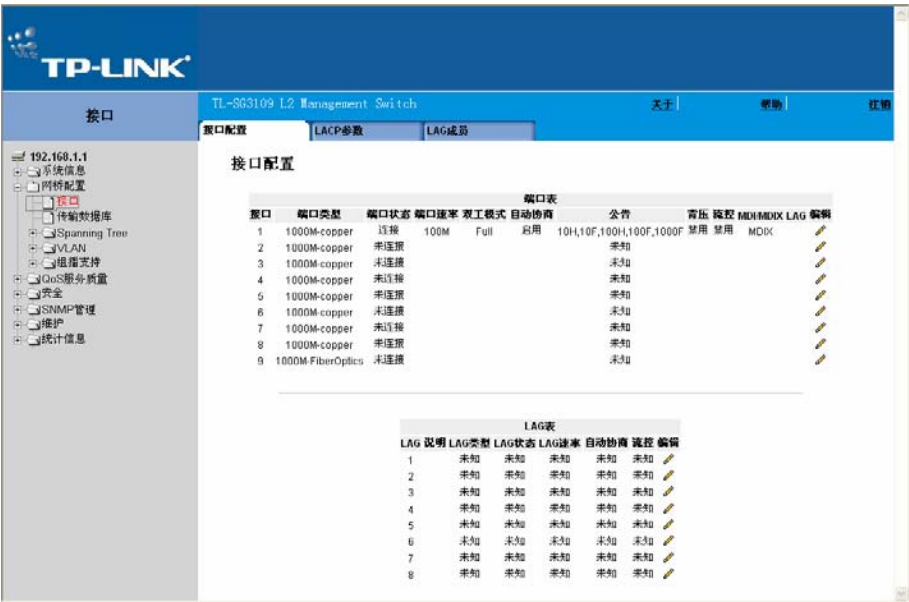 TP-LINK
接口
TL-SG3109 L2 Management Switch 关于 帮助 注销
接口配置 LACP参数 LAG成员
192.168.1.1
系统信息
网桥配置
接口
传输数据库
Spanning Tree
VLAN
组播支持
QoS服务质量
安全
SNMP管理
维护
统计信息
接口配置
端口表
接口 端口类型 端口状态 端口速率 双工模式 自动协商 公告 背压 流控 MDI/MDIX LAG 编辑
1 1000M-copper 连接 100M Full 启用 10H,10F,100H,100F,1000F 禁用 禁用 MDIX
2 1000M-copper 未连接 未知
3 1000M-copper 未连接 未知
4 1000M-copper 未连接 未知
5 1000M-copper 未连接 未知
6 1000M-copper 未连接 未知
7 1000M-copper 未连接 未知
8 1000M-copper 未连接 未知
9 1000M-FiberOptics 未连接 未知
LAG表
LAG 说明 LAG类型 LAG状态 LAG速率 自动协商 流控 编辑
1 未知 未知 未知 未知 未知
2 未知 未知 未知 未知 未知
3 未知 未知 未知 未知 未知
4 未知 未知 未知 未知 未知
5 未知 未知 未知 未知 未知
6 未知 未知 未知 未知 未知
7 未知 未知 未知 未知 未知
8 未知 未知 未知 未知 未知